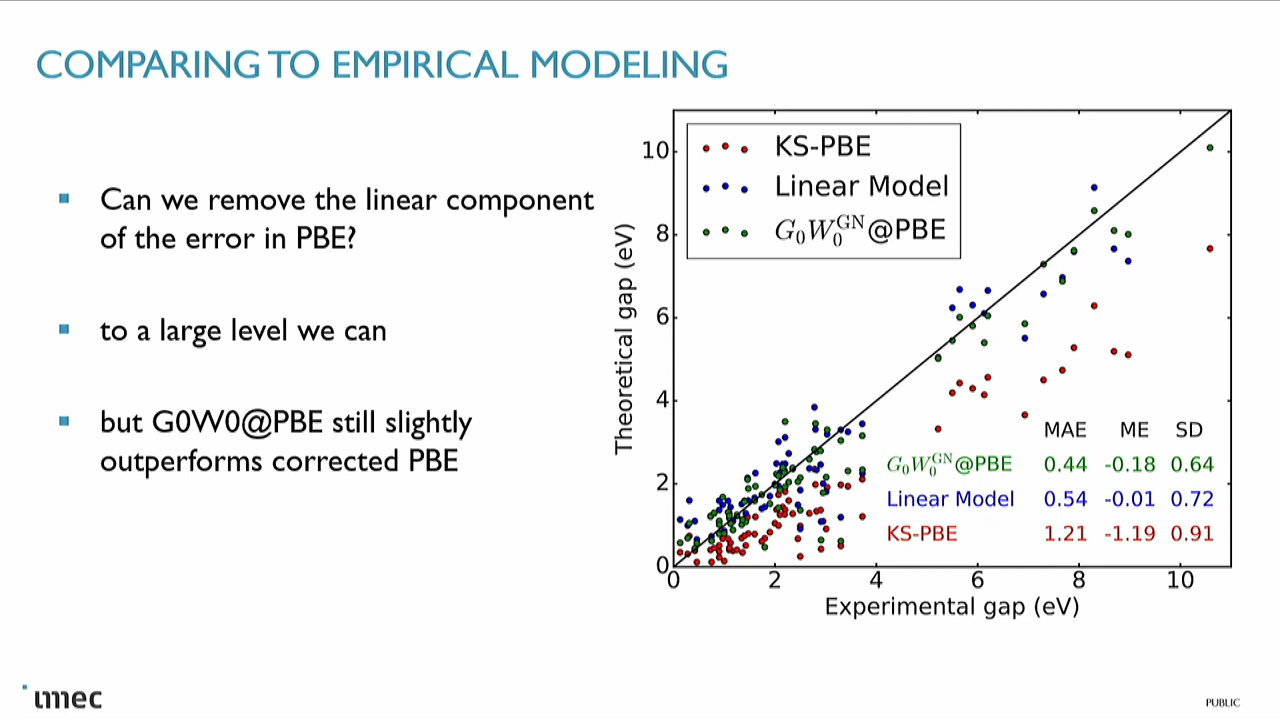 COMPARING TO EMPIRICAL MODELING
Can we remove the linear component
of the error in PBE?
to a large level we can
but G0W0@PBE still slightly
outperforms corrected PBE
KS-PBE
Linear Model
G₀W₀^GN@PBE
Theoretical gap (eV)
10
8
6
4
2
0
MAE ME SD
G₀W₀^GN@PBE 0.44 -0.18 0.64
Linear Model 0.54 -0.01 0.72
KS-PBE 1.21 -1.19 0.91
0 2 4 6 8 10
Experimental gap (eV)
imec
PUBLIC